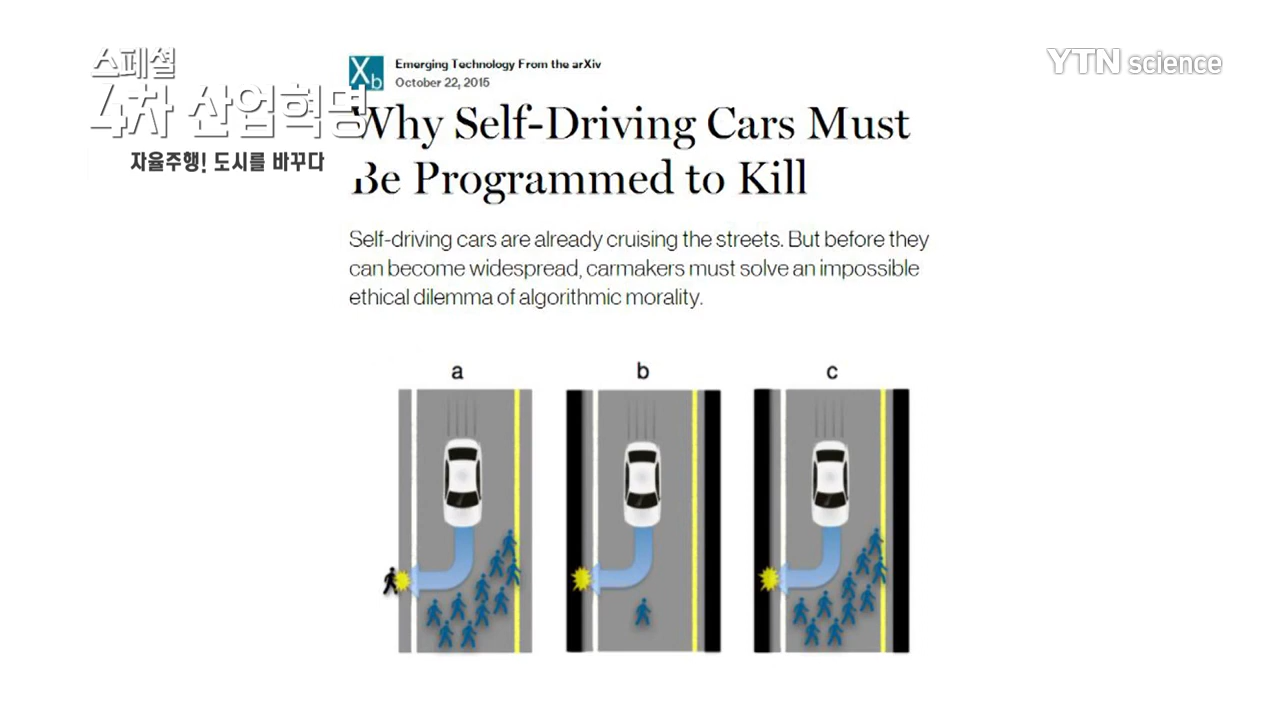 스페셜
4차 산업혁명
자율주행! 도시를 바꾸다
YTN science
Xb
Emerging Technology From the arXiv
October 22, 2015
Why Self-Driving Cars Must
Be Programmed to Kill
Self-driving cars are already cruising the streets. But before they
can become widespread, carmakers must solve an impossible
ethical dilemma of algorithmic morality.
a
b
c